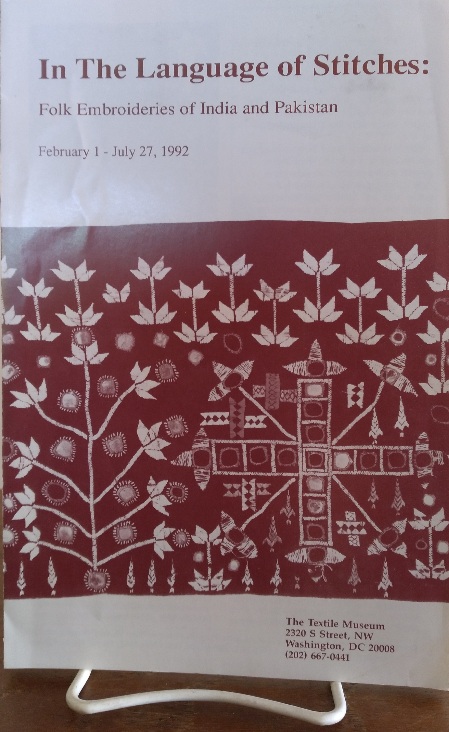 In The Language of Stitches:
Folk Embroideries of India and Pakistan
February 1 - July 27, 1992
The Textile Museum
2320 S Street, NW
Washington, DC 20008
(202) 667-0441